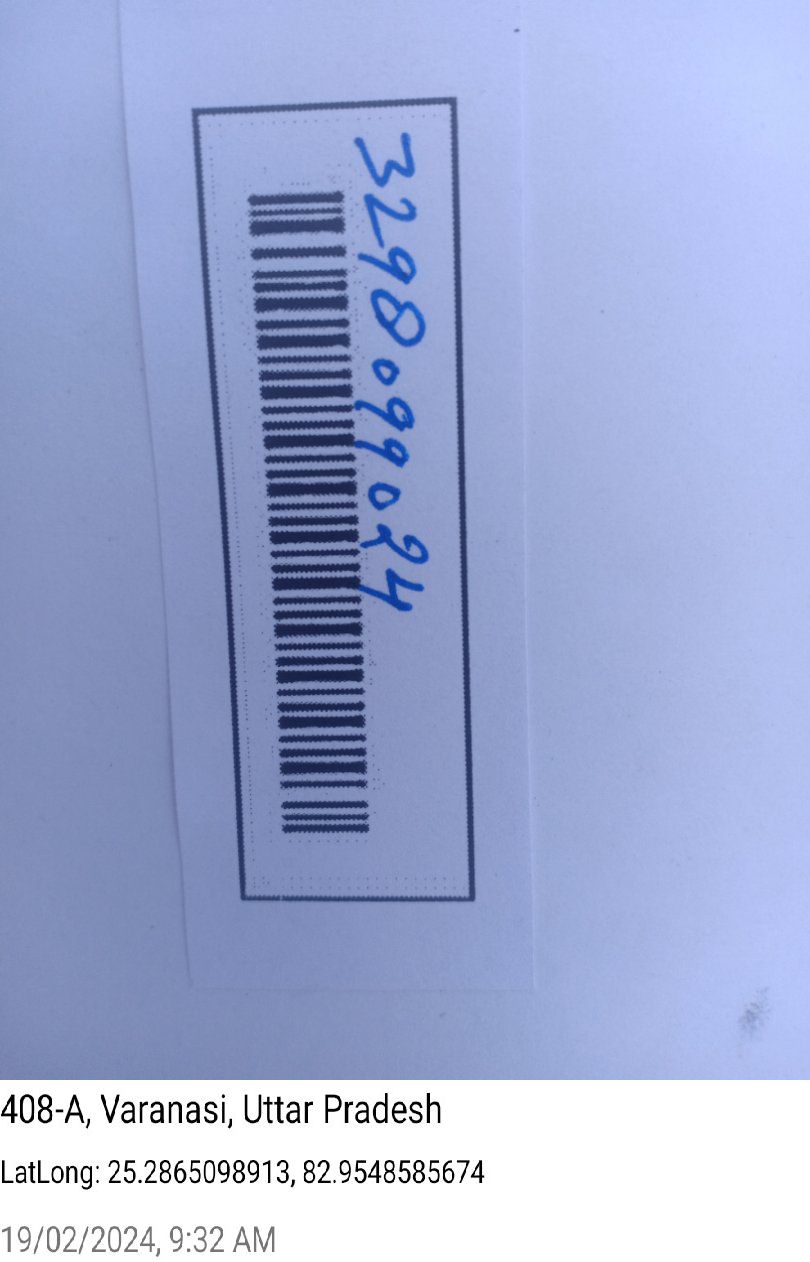 3298099024
408-A, Varanasi, Uttar Pradesh
LatLong: 25.2865098913, 82.9548585674
19/02/2024, 9:32 AM